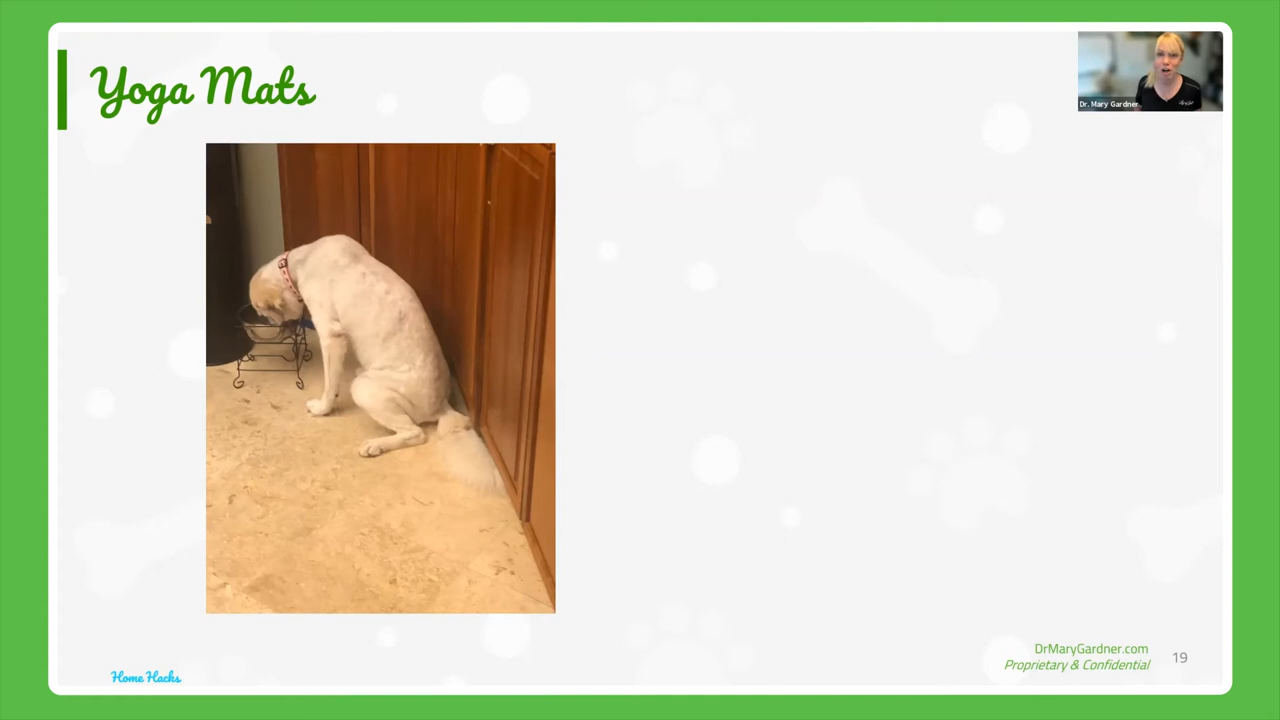 Yoga Mats
Dr. Mary Gardner
Home Hacks
DrMaryGardner.com
Proprietary & Confidential
19